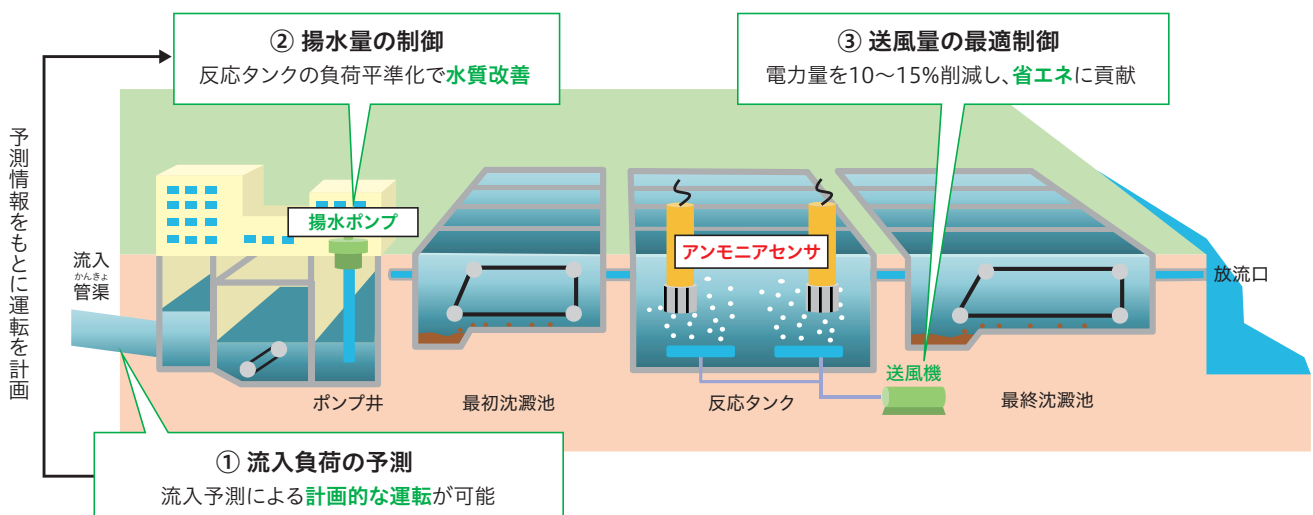 ② 揚水量の制御
反応タンクの負荷平準化で水質改善
③ 送風量の最適制御
電力量を10〜15%削減し、省エネに貢献
予測情報をもとに運転を計画
揚水ポンプ
アンモニアセンサ
流入
かんきょ
管渠
放流口
送風機
ポンプ井
最初沈澱池
反応タンク
最終沈澱池
① 流入負荷の予測
流入予測による計画的な運転が可能